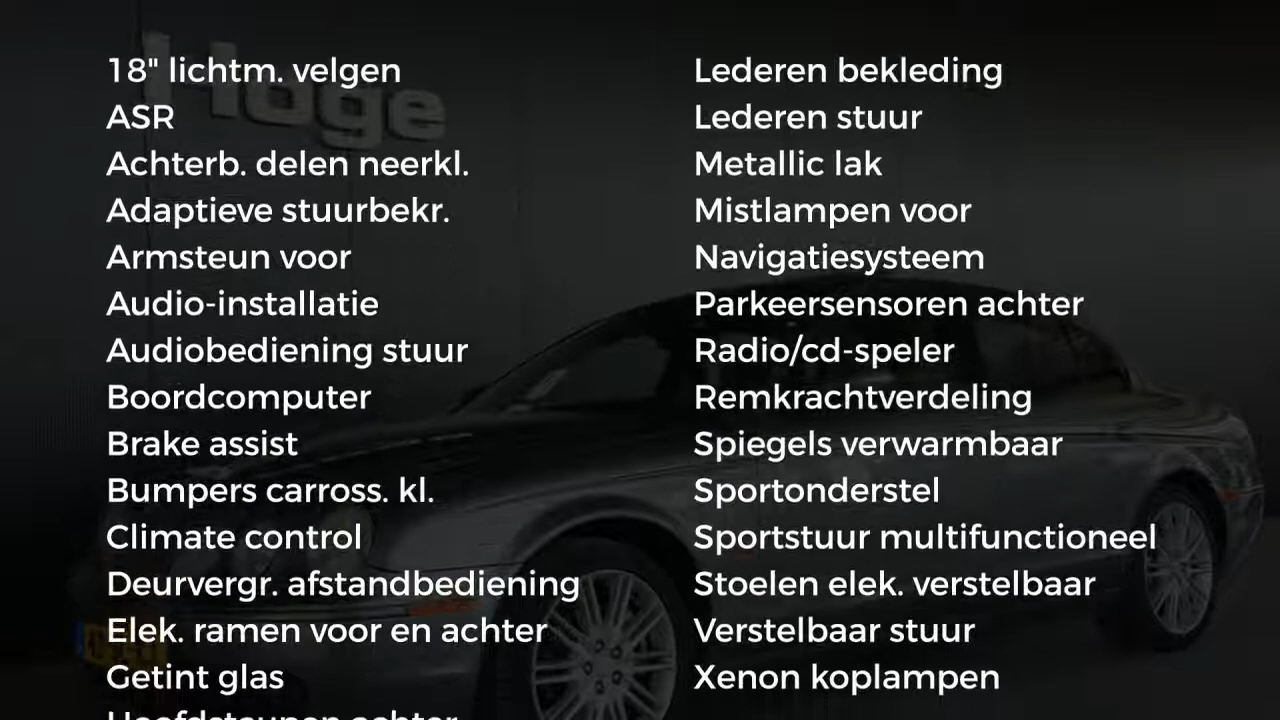 Hoge
18" lichtm. velgen
ASR
Achterb. delen neerkl.
Adaptieve stuurbekr.
Armsteun voor
Audio-installatie
Audiobediening stuur
Boordcomputer
Brake assist
Bumpers carross. kl.
Climate control
Deurvergr. afstandbediening
Elek. ramen voor en achter
Getint glas
Hoofdsteunen achter
Lederen bekleding
Lederen stuur
Metallic lak
Mistlampen voor
Navigatiesysteem
Parkeersensoren achter
Radio/cd-speler
Remkrachtverdeling
Spiegels verwarmbaar
Sportonderstel
Sportstuur multifunctioneel
Stoelen elek. verstelbaar
Verstelbaar stuur
Xenon koplampen